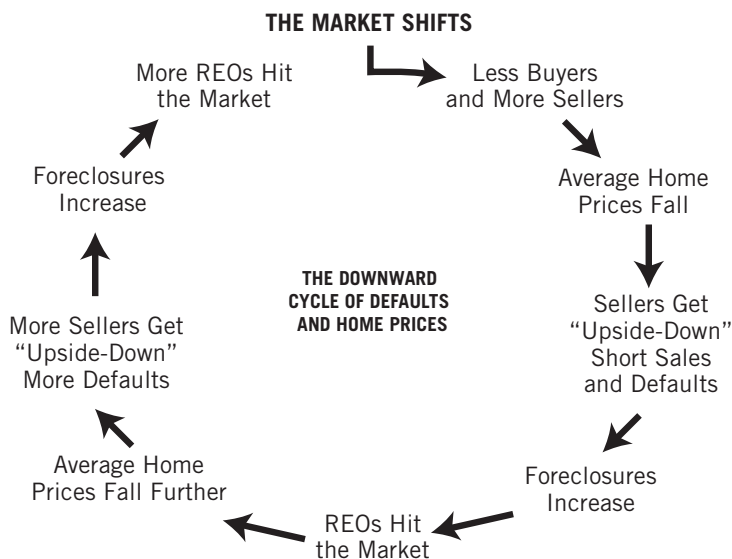 THE MARKET SHIFTS
Less Buyers
and More Sellers
Average Home
Prices Fall
Sellers Get
“Upside-Down”
Short Sales
and Defaults
Foreclosures
Increase
REOs Hit
the Market
Average Home
Prices Fall Further
More Sellers Get
“Upside-Down”
More Defaults
Foreclosures
Increase
More REOs Hit
the Market
THE DOWNWARD
CYCLE OF DEFAULTS
AND HOME PRICES